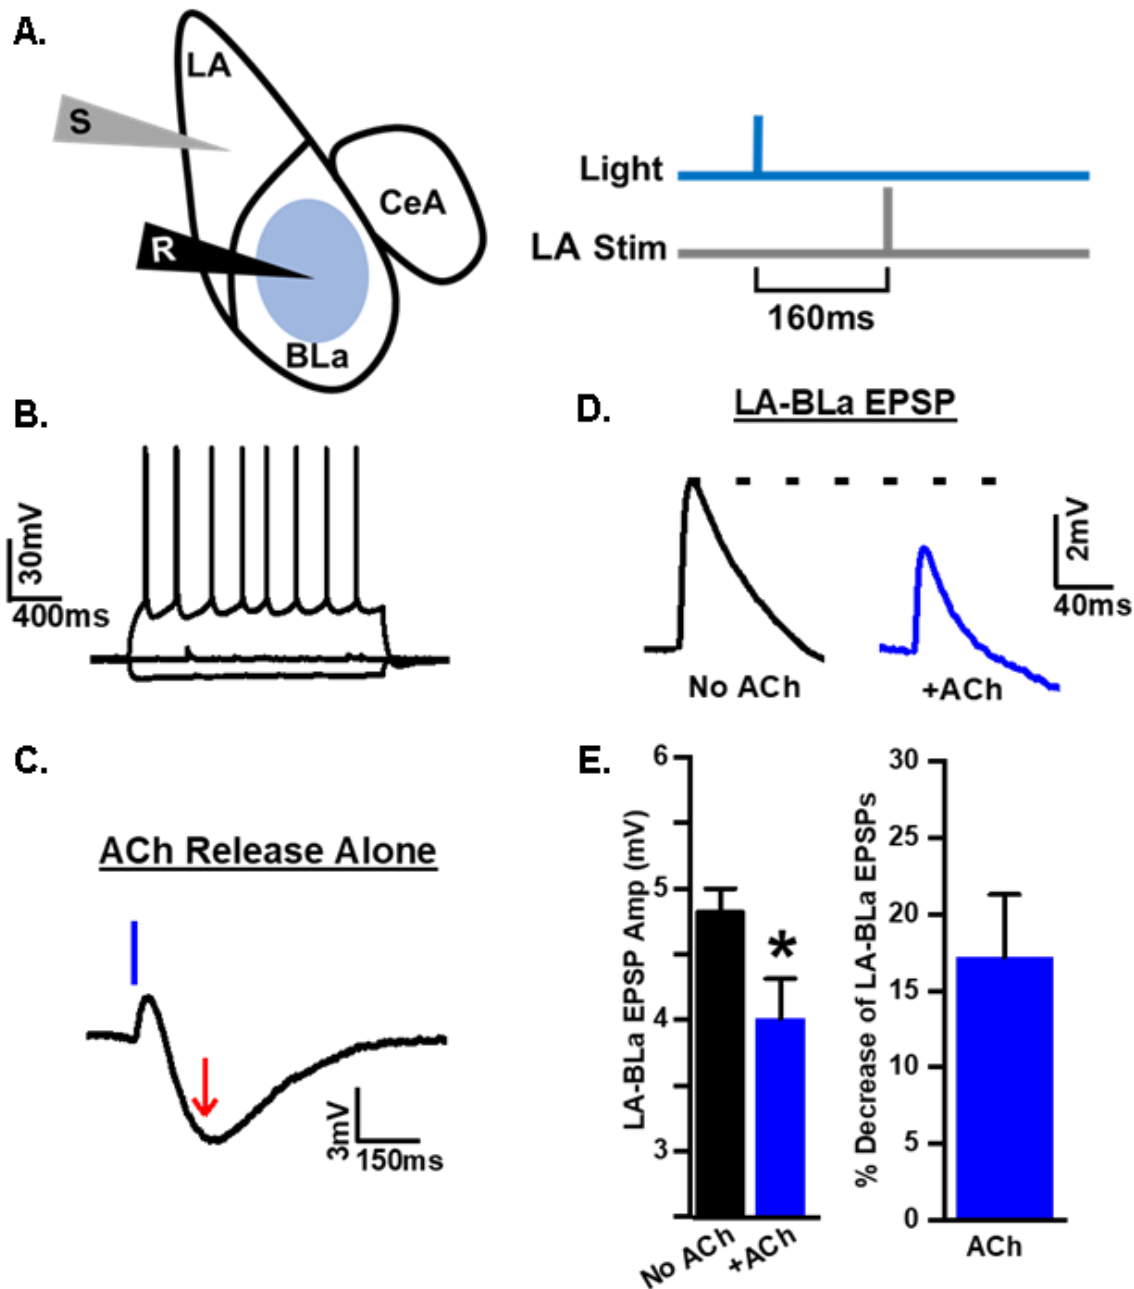 A.
LA
S
R
CeA
BLa
Light
LA Stim
160ms
B.
30mV
400ms
C.
ACh Release Alone
3mV
150ms
D.
LA-BLa EPSP
No ACh
+ACh
2mV
40ms
E.
LA-BLa EPSP Amp (mV)
6
5
4
3
*
No ACh
+ACh
% Decrease of LA-BLa EPSPs
30
25
20
15
10
5
0
ACh